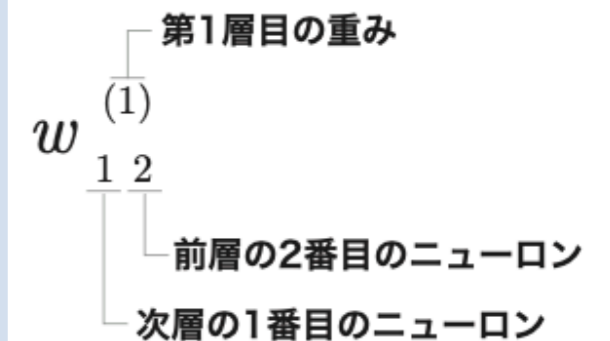 第1層目の重み
(1)
w
1 2
前層の2番目のニューロン
次層の1番目のニューロン